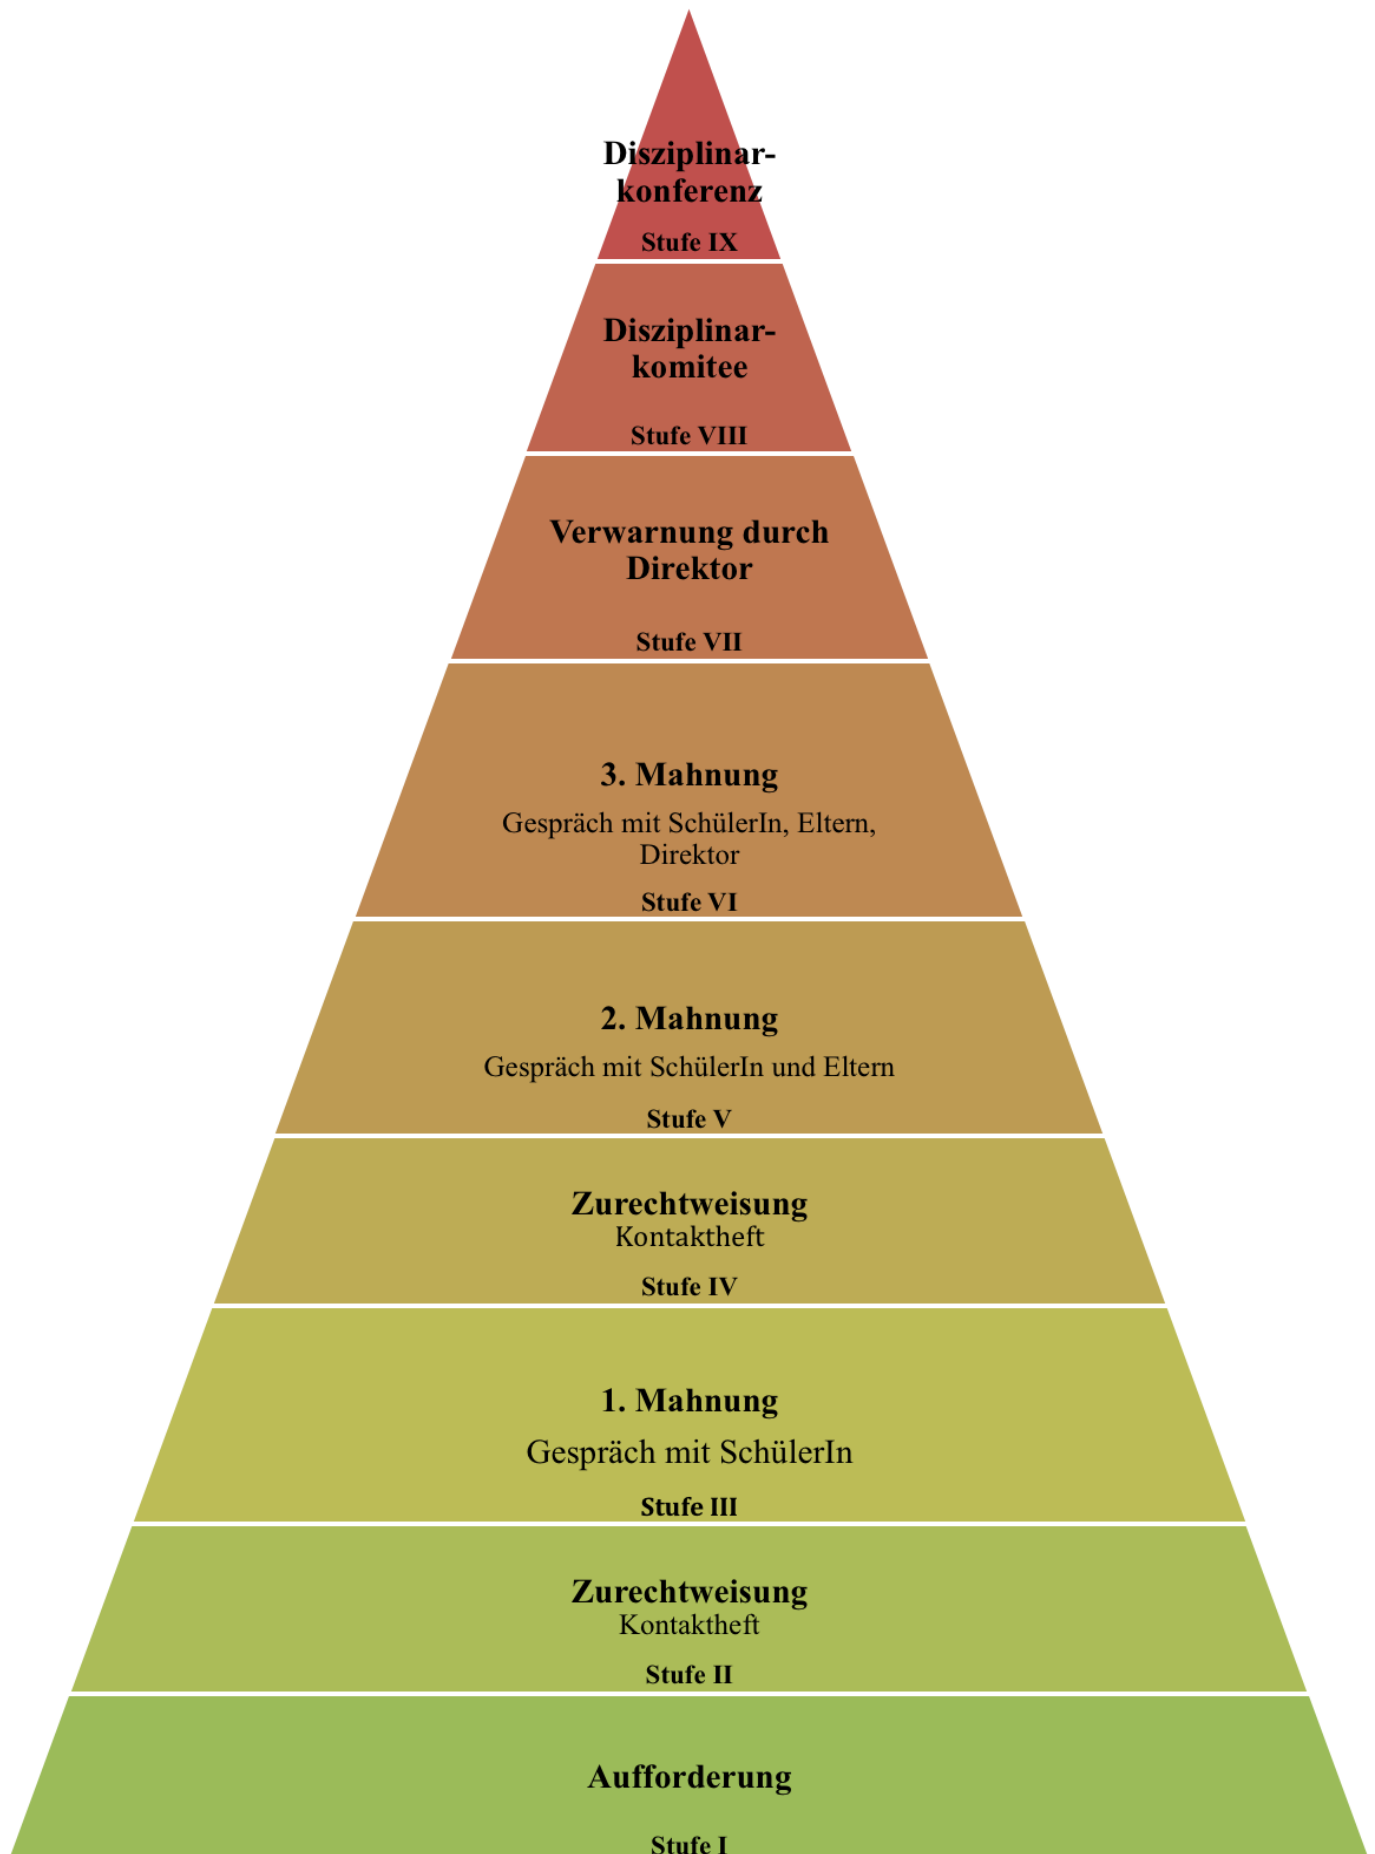 Disziplinar-
konferenz
Stufe IX
Disziplinar-
komitee
Stufe VIII
Verwarnung durch
Direktor
Stufe VII
3. Mahnung
Gespräch mit SchülerIn, Eltern,
Direktor
Stufe VI
2. Mahnung
Gespräch mit SchülerIn und Eltern
Stufe V
Zurechtweisung
Kontaktheft
Stufe IV
1. Mahnung
Gespräch mit SchülerIn
Stufe III
Zurechtweisung
Kontaktheft
Stufe II
Aufforderung
Stufe I